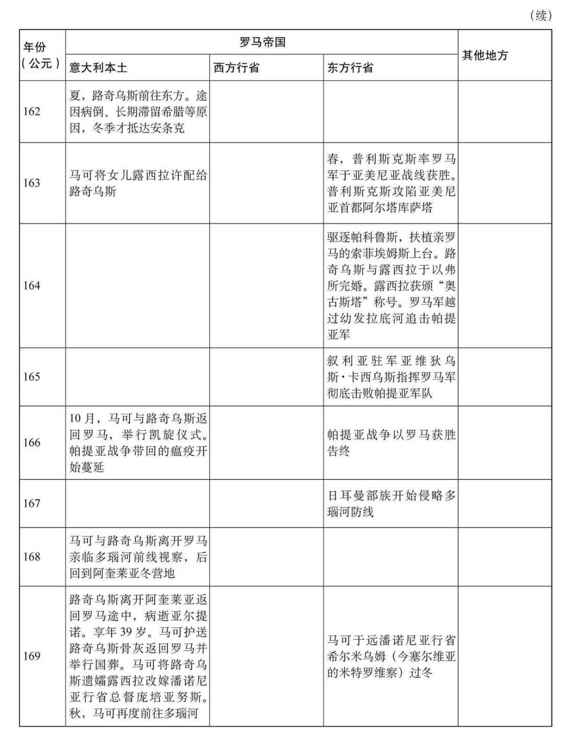 （续）
年份
（公元）
罗马帝国
其他地方
意大利本土
西方行省
东方行省
162
夏，路奇乌斯前往东方。途
因病倒、长期滞留希腊等原
因，冬季才抵达安条克
163
马可将女儿露西拉许配给
路奇乌斯
春，普利斯克斯率罗马
军于亚美尼亚战线获胜。
普利斯克斯攻陷亚美尼
亚首都阿尔塔库萨塔
164
驱逐帕科鲁斯，扶植亲罗
马的索菲埃姆斯上台。路
奇乌斯与露西拉于以弗
所完婚。露西拉获颁“奥
古斯塔”称号。罗马军越
过幼发拉底河追击帕提
亚军
165
叙利亚驻军亚维狄乌
斯·卡西乌斯指挥罗马军
彻底击败帕提亚军队
166
10 月，马可与路奇乌斯返
回罗马，举行凯旋仪式。
帕提亚战争带回的瘟疫开
始蔓延
帕提亚战争以罗马获胜
告终
167
日耳曼部族开始侵略多
瑙河防线
168
马可与路奇乌斯离开罗马
亲临多瑙河前线视察，后
回到阿奎莱亚冬营地
169
路奇乌斯离开阿奎莱亚返
回罗马途中，病逝亚尔提
诺。享年 39 岁。马可护送
路奇乌斯骨灰返回罗马并
举行国葬。马可将路奇乌
斯遗孀露西拉改嫁潘诺尼
亚行省总督庞培亚努斯。
秋，马可再度前往多瑙河
马可于远潘诺尼亚行省
希尔米乌姆（今塞尔维亚
的米特罗维察）过冬